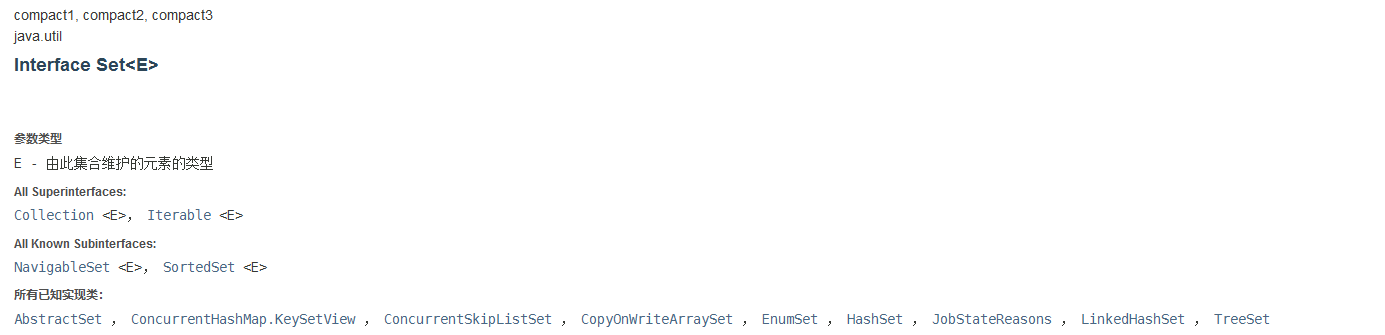 compact1, compact2, compact3
java.util
Interface Set<E>
参数类型
E - 由此集合维护的元素的类型
All Superinterfaces:
Collection <E>， Iterable <E>
All Known Subinterfaces:
NavigableSet <E>， SortedSet <E>
所有已知实现类：
AbstractSet ， ConcurrentHashMap.KeySetView ， ConcurrentSkipListSet ， CopyOnWriteArraySet ， EnumSet ， HashSet ， JobStateReasons ， LinkedHashSet ， TreeSet